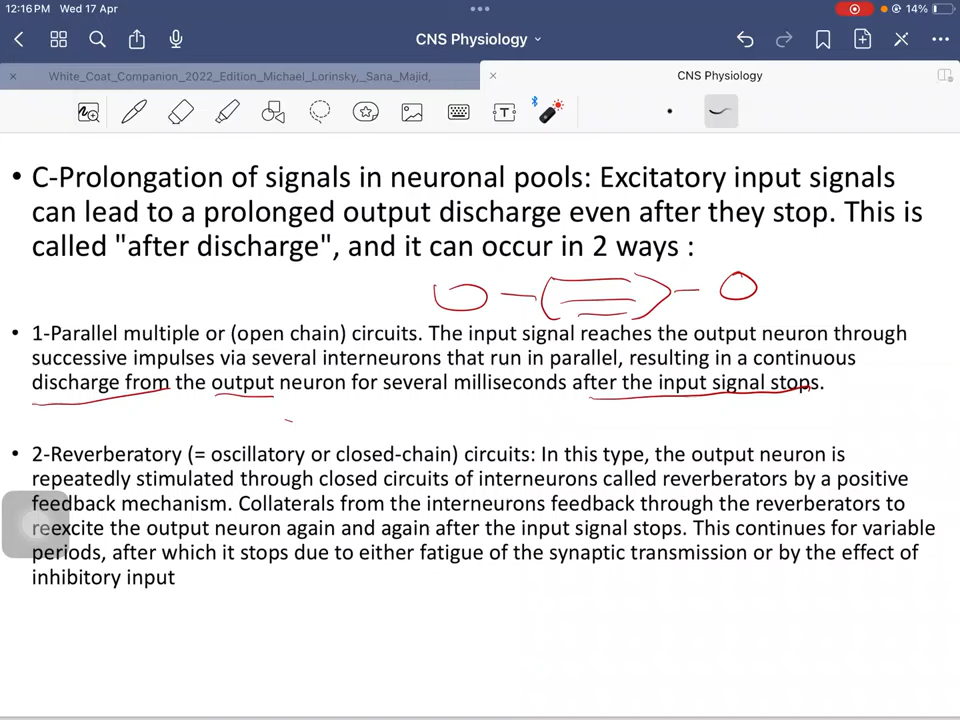 12:16 PM Wed 17 Apr
14%
CNS Physiology
White_Coat_Companion_2022_Edition_Michael_Lorinsky,_Sana_Majid,
CNS Physiology
• C-Prolongation of signals in neuronal pools: Excitatory input signals
can lead to a prolonged output discharge even after they stop. This is
called "after discharge", and it can occur in 2 ways :
• 1-Parallel multiple or (open chain) circuits. The input signal reaches the output neuron through
successive impulses via several interneurons that run in parallel, resulting in a continuous
discharge from the output neuron for several milliseconds after the input signal stops.
• 2-Reverberatory (= oscillatory or closed-chain) circuits: In this type, the output neuron is
repeatedly stimulated through closed circuits of interneurons called reverberators by a positive
feedback mechanism. Collaterals from the interneurons feedback through the reverberators to
reexcite the output neuron again and again after the input signal stops. This continues for variable
periods, after which it stops due to either fatigue of the synaptic transmission or by the effect of
inhibitory input